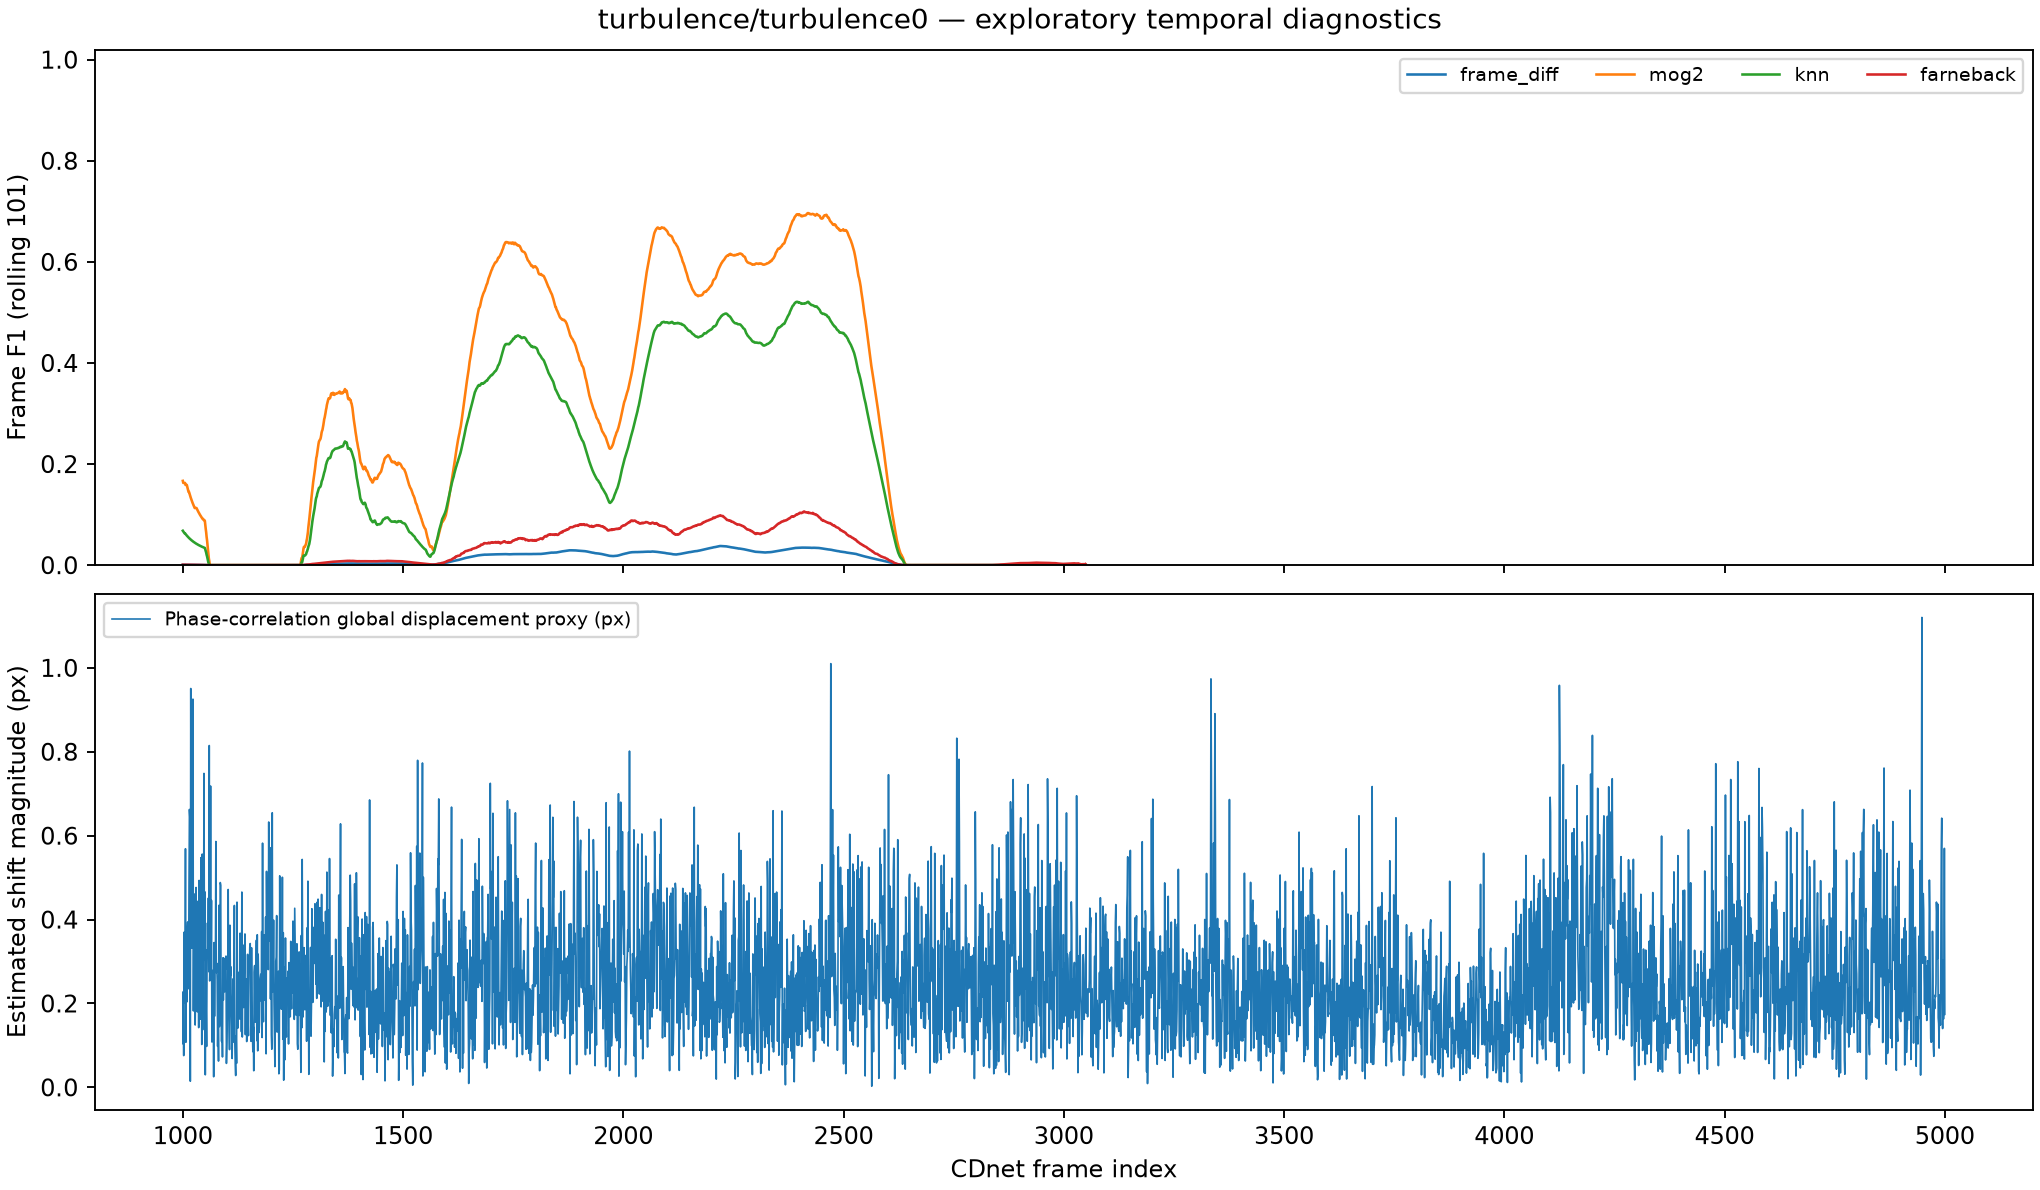 turbulence/turbulence0 — exploratory temporal diagnostics
Frame F1 (rolling 101)
1.0
0.8
0.6
0.4
0.2
0.0
frame_diff mog2 knn farneback
Estimated shift magnitude (px)
1.0
0.8
0.6
0.4
0.2
0.0
Phase-correlation global displacement proxy (px)
1000 1500 2000 2500 3000 3500 4000 4500 5000
CDnet frame index